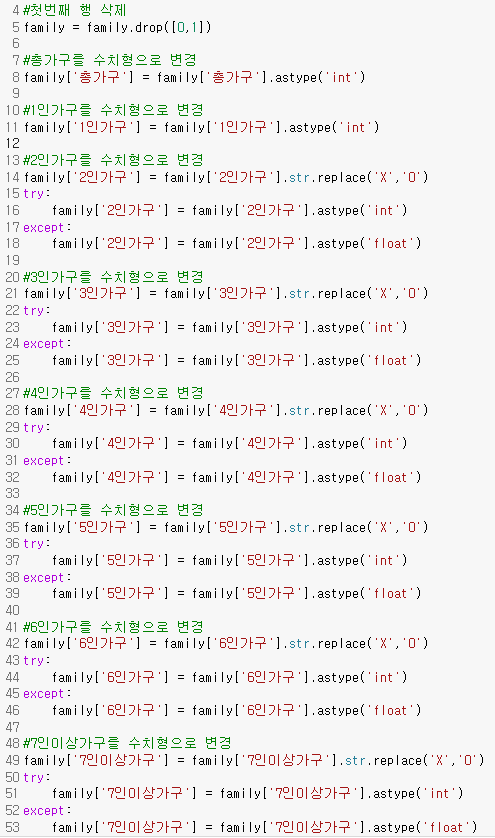 4 #첫번째 행 삭제
5 family = family.drop([0,1])
6
7 #총가구를 수치형으로 변경
8 family['총가구'] = family['총가구'].astype('int')
9
10 #1인가구를 수치형으로 변경
11 family['1인가구'] = family['1인가구'].astype('int')
12
13 #2인가구를 수치형으로 변경
14 family['2인가구'] = family['2인가구'].str.replace('X','0')
15 try:
16     family['2인가구'] = family['2인가구'].astype('int')
17 except:
18     family['2인가구'] = family['2인가구'].astype('float')
19
20 #3인가구를 수치형으로 변경
21 family['3인가구'] = family['3인가구'].str.replace('X','0')
22 try:
23     family['3인가구'] = family['3인가구'].astype('int')
24 except:
25     family['3인가구'] = family['3인가구'].astype('float')
26
27 #4인가구를 수치형으로 변경
28 family['4인가구'] = family['4인가구'].str.replace('X','0')
29 try:
30     family['4인가구'] = family['4인가구'].astype('int')
31 except:
32     family['4인가구'] = family['4인가구'].astype('float')
33
34 #5인가구를 수치형으로 변경
35 family['5인가구'] = family['5인가구'].str.replace('X','0')
36 try:
37     family['5인가구'] = family['5인가구'].astype('int')
38 except:
39     family['5인가구'] = family['5인가구'].astype('float')
40
41 #6인가구를 수치형으로 변경
42 family['6인가구'] = family['6인가구'].str.replace('X','0')
43 try:
44     family['6인가구'] = family['6인가구'].astype('int')
45 except:
46     family['6인가구'] = family['6인가구'].astype('float')
47
48 #7인이상가구를 수치형으로 변경
49 family['7인이상가구'] = family['7인이상가구'].str.replace('X','0')
50 try:
51     family['7인이상가구'] = family['7인이상가구'].astype('int')
52 except:
53     family['7인이상가구'] = family['7인이상가구'].astype('float')